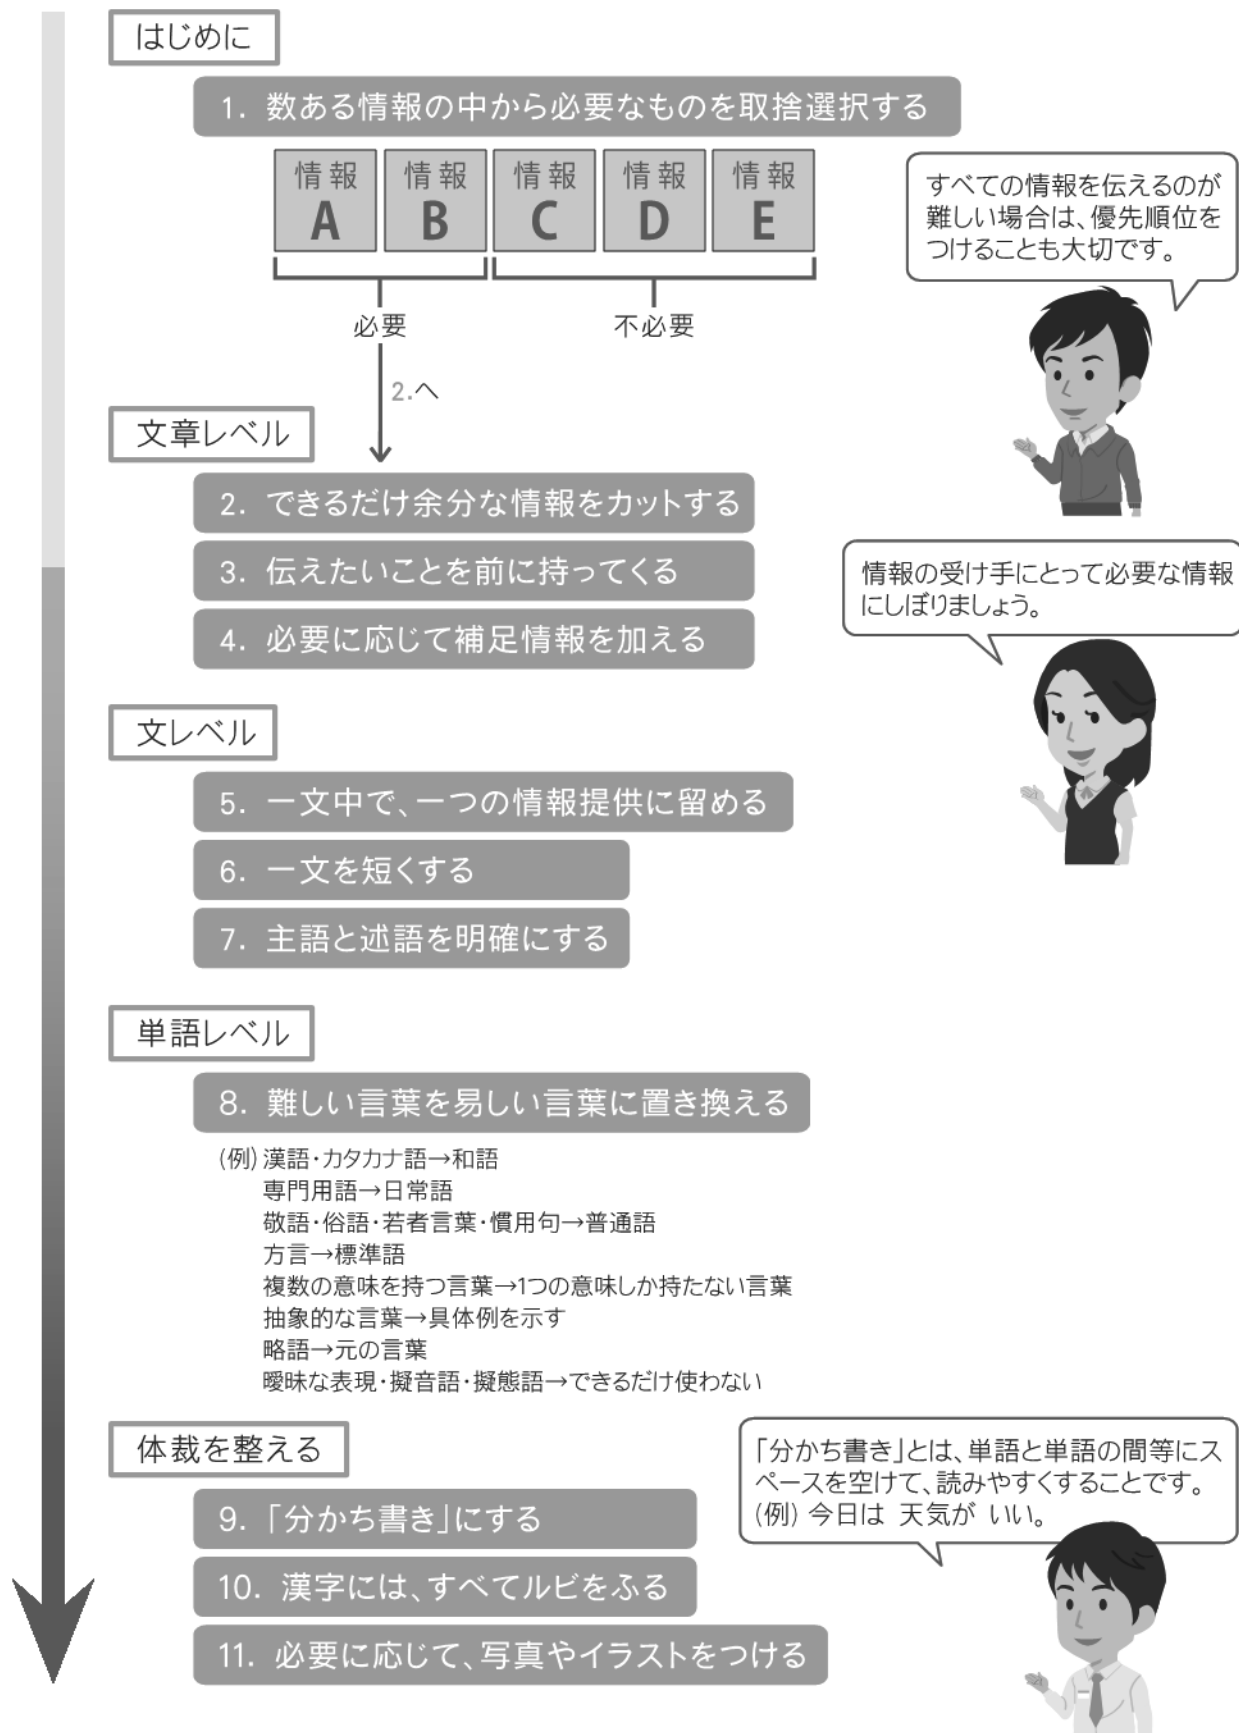 はじめに
1. 数ある情報の中から必要なものを取捨選択する
情報 情報 情報 情報 情報
A B C D E
必要 不必要
すべての情報を伝えるのが
難しい場合は、優先順位を
つけることも大切です。
2.へ
文章レベル
2. できるだけ余分な情報をカットする
3. 伝えたいことを前に持ってくる
4. 必要に応じて補足情報を加える
情報の受け手にとって必要な情報
にしぼりましょう。
文レベル
5. 一文中で、一つの情報提供に留める
6. 一文を短くする
7. 主語と述語を明確にする
単語レベル
8. 難しい言葉を易しい言葉に置き換える
(例) 漢語・カタカナ語→和語
専門用語→日常語
敬語・俗語・若者言葉・慣用句→普通語
方言→標準語
複数の意味を持つ言葉→1つの意味しか持たない言葉
抽象的な言葉→具体例を示す
略語→元の言葉
曖昧な表現・擬音語・擬態語→できるだけ使わない
体裁を整える
9. 「分かち書き」にする
10. 漢字には、すべてルビをふる
11. 必要に応じて、写真やイラストをつける
「分かち書き」とは、単語と単語の間等にス
ペースを空けて、読みやすくすることです。
(例) 今日は 天気が いい。